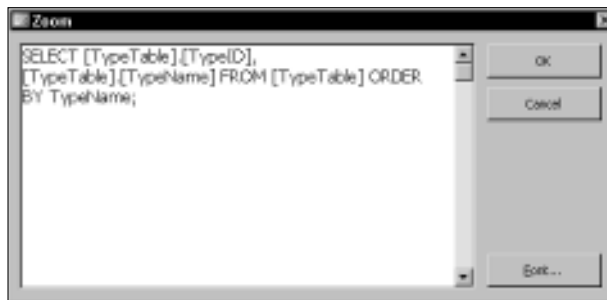 Zoom
SELECT [TypeTable].[TypeID],
[TypeTable].[TypeName] FROM [TypeTable] ORDER
BY TypeName;
OK
Cancel
Font...